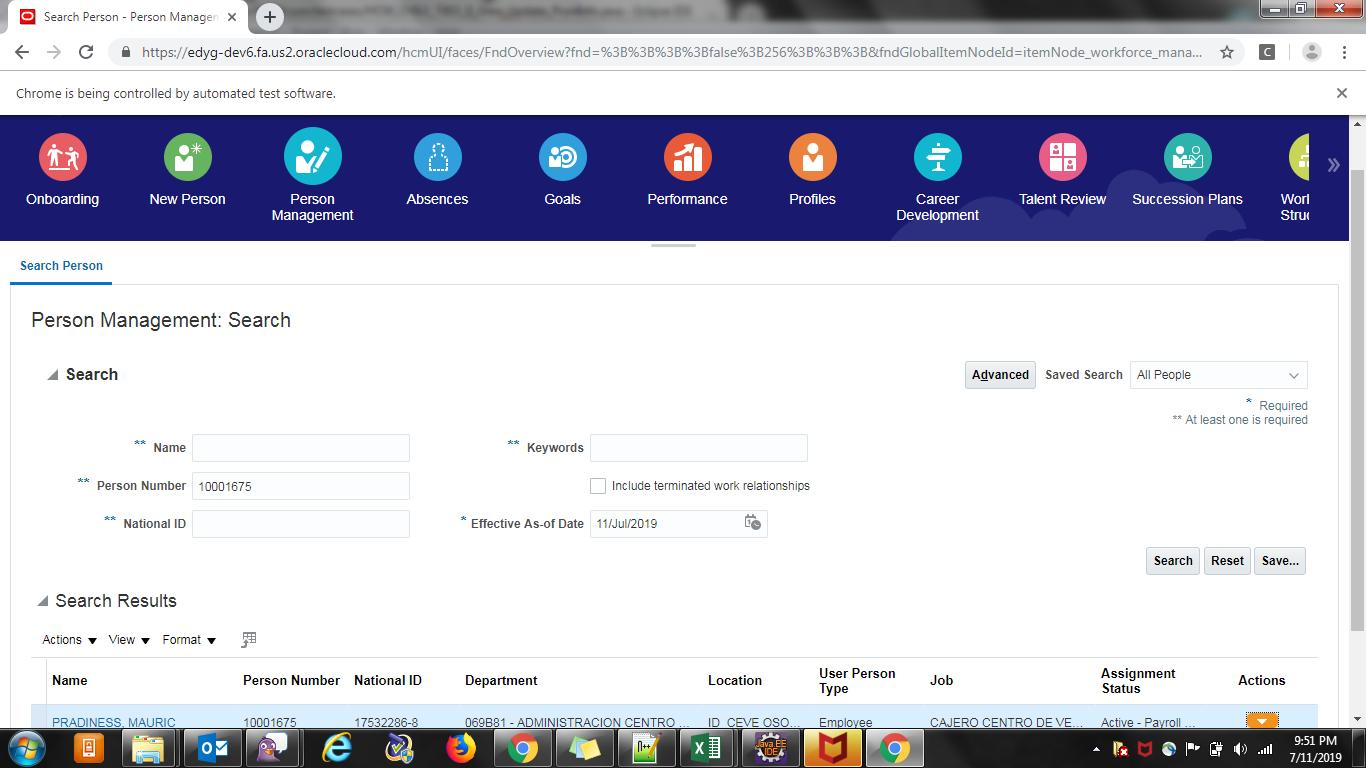 Search Person - Person Managen
https://edyg-dev6.fa.us2.oraclecloud.com/hcmUI/faces/FndOverview?fnd=%3B%3B%3B%3Bfalse%3B256%3B%3B%3B&fndGlobalItemNodeId=itemNode_workforce_mana...
Chrome is being controlled by automated test software.
Onboarding
New Person
Person Management
Absences
Goals
Performance
Profiles
Career Development
Talent Review
Succession Plans
Worl
Struc
Search Person
Person Management: Search
Search
Advanced Saved Search All People
* Required
** At least one is required
** Name
** Keywords
** Person Number 10001675
Include terminated work relationships
** National ID
* Effective As-of Date 11/Jul/2019
Search Reset Save...
Search Results
Actions View Format
Name Person Number National ID Department Location User Person Type Job Assignment Status Actions
PRADINESS, MAURIC 10001675 17532286-8 069B81 - ADMINISTRACION CENTRO ... ID_CEVE OSO... Employee CAJERO CENTRO DE VE... Active - Payroll ...
Java EE
IDE
9:51 PM
7/11/2019